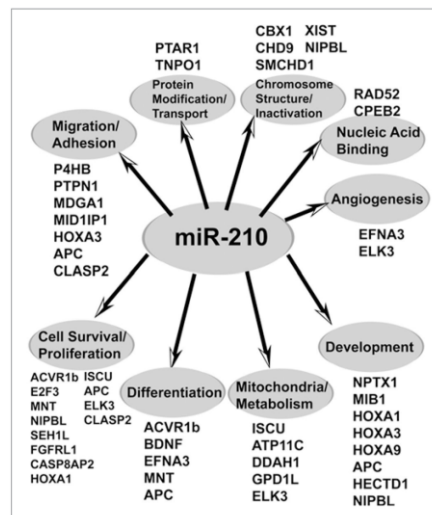 CBX1 XIST
CHD9 NIPBL
SMCHD1
PTAR1
TNPO1
Protein
Modification/
Transport
Chromosome
Structure/
Inactivation
RAD52
CPEB2
Nucleic Acid
Binding
Migration/
Adhesion
P4HB
PTPN1
MDGA1
MID1IP1
HOXA3
APC
CLASP2
Angiogenesis
EFNA3
ELK3
miR-210
Cell Survival/
Proliferation
ACVR1b ISCU
E2F3 APC
MNT ELK3
NIPBL CLASP2
SEH1L
FGFRL1
CASP8AP2
HOXA1
Differentiation
ACVR1b
BDNF
EFNA3
MNT
APC
Mitochondria/
Metabolism
ISCU
ATP11C
DDAH1
GPD1L
ELK3
Development
NPTX1
MIB1
HOXA1
HOXA3
HOXA9
APC
HECTD1
NIPBL